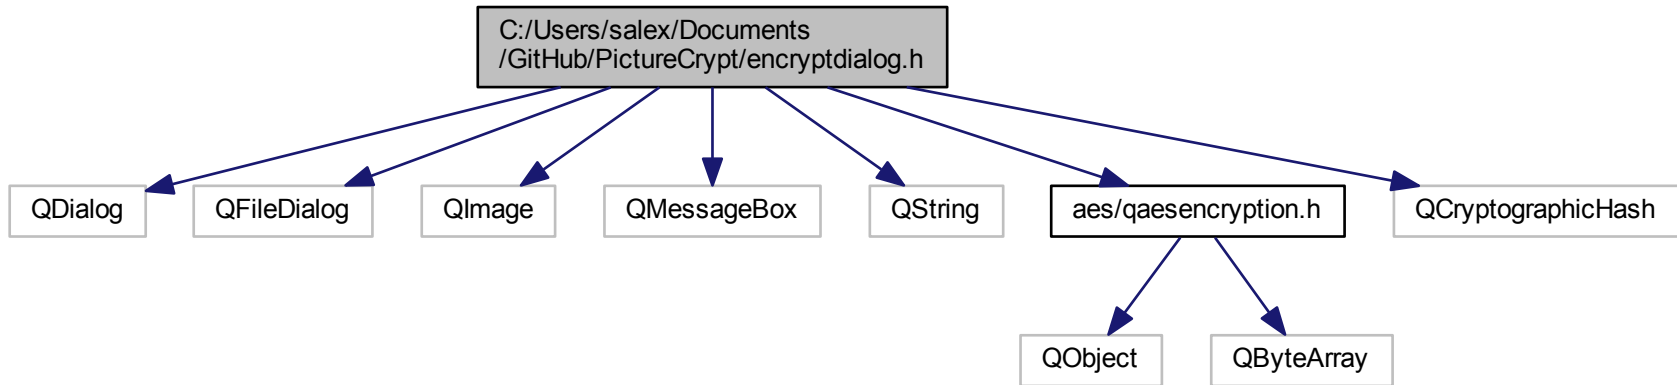 C:/Users/salex/Documents
/GitHub/PictureCrypt/encryptdialog.h
QDialog
QFileDialog
QImage
QMessageBox
QString
aes/qaesencryption.h
QCryptographicHash
QObject
QByteArray